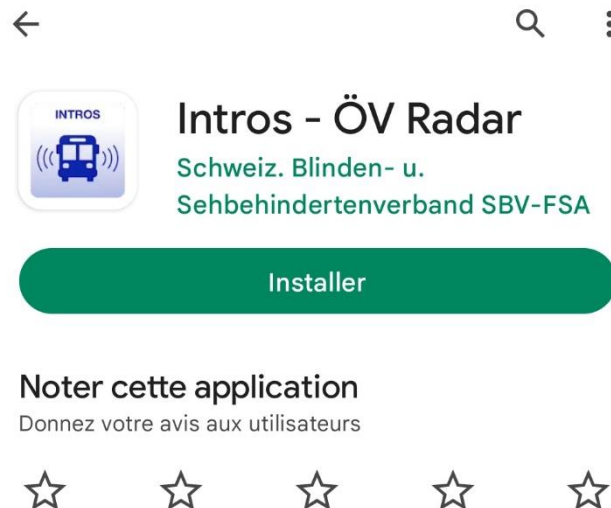 INTROS
Intros - ÖV Radar
Schweiz. Blinden- u.
Sehbehindertenverband SBV-FSA
Installer
Noter cette application
Donnez votre avis aux utilisateurs